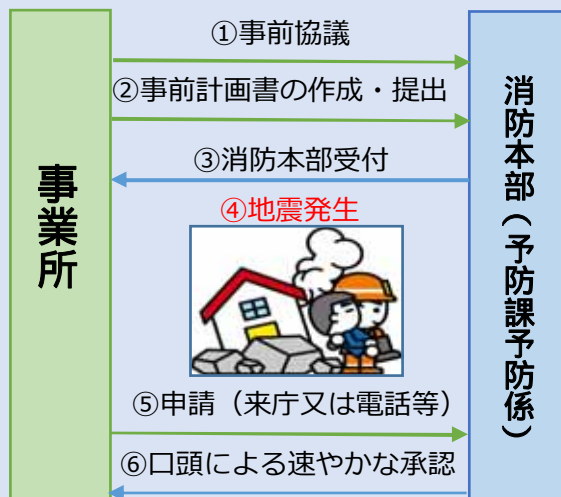 ①事前協議
②事前計画書の作成・提出
③消防本部受付
④地震発生
⑤申請（来庁又は電話等）
⑥口頭による速やかな承認
事業所
消防本部（予防課予防係）